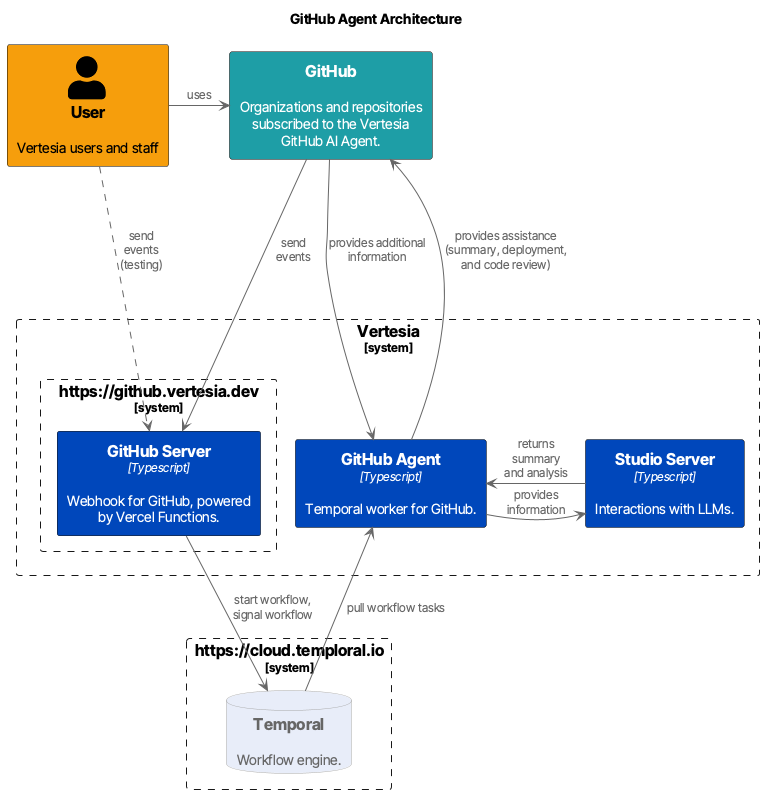 GitHub Agent Architecture
User
Vertesia users and staff
uses
GitHub
Organizations and repositories
subscribed to the Vertesia
GitHub AI Agent.
send
events
(testing)
send
events
provides additional
information
provides assistance
(summary, deployment,
and code review)
Vertesia
[system]
https://github.vertesia.dev
[system]
GitHub Server
[Typescript]
Webhook for GitHub, powered
by Vercel Functions.
GitHub Agent
[Typescript]
Temporal worker for GitHub.
returns
summary
and analysis
provides
information
Studio Server
[Typescript]
Interactions with LLMs.
start workflow,
signal workflow
pull workflow tasks
https://cloud.temploral.io
[system]
Temporal
Workflow engine.